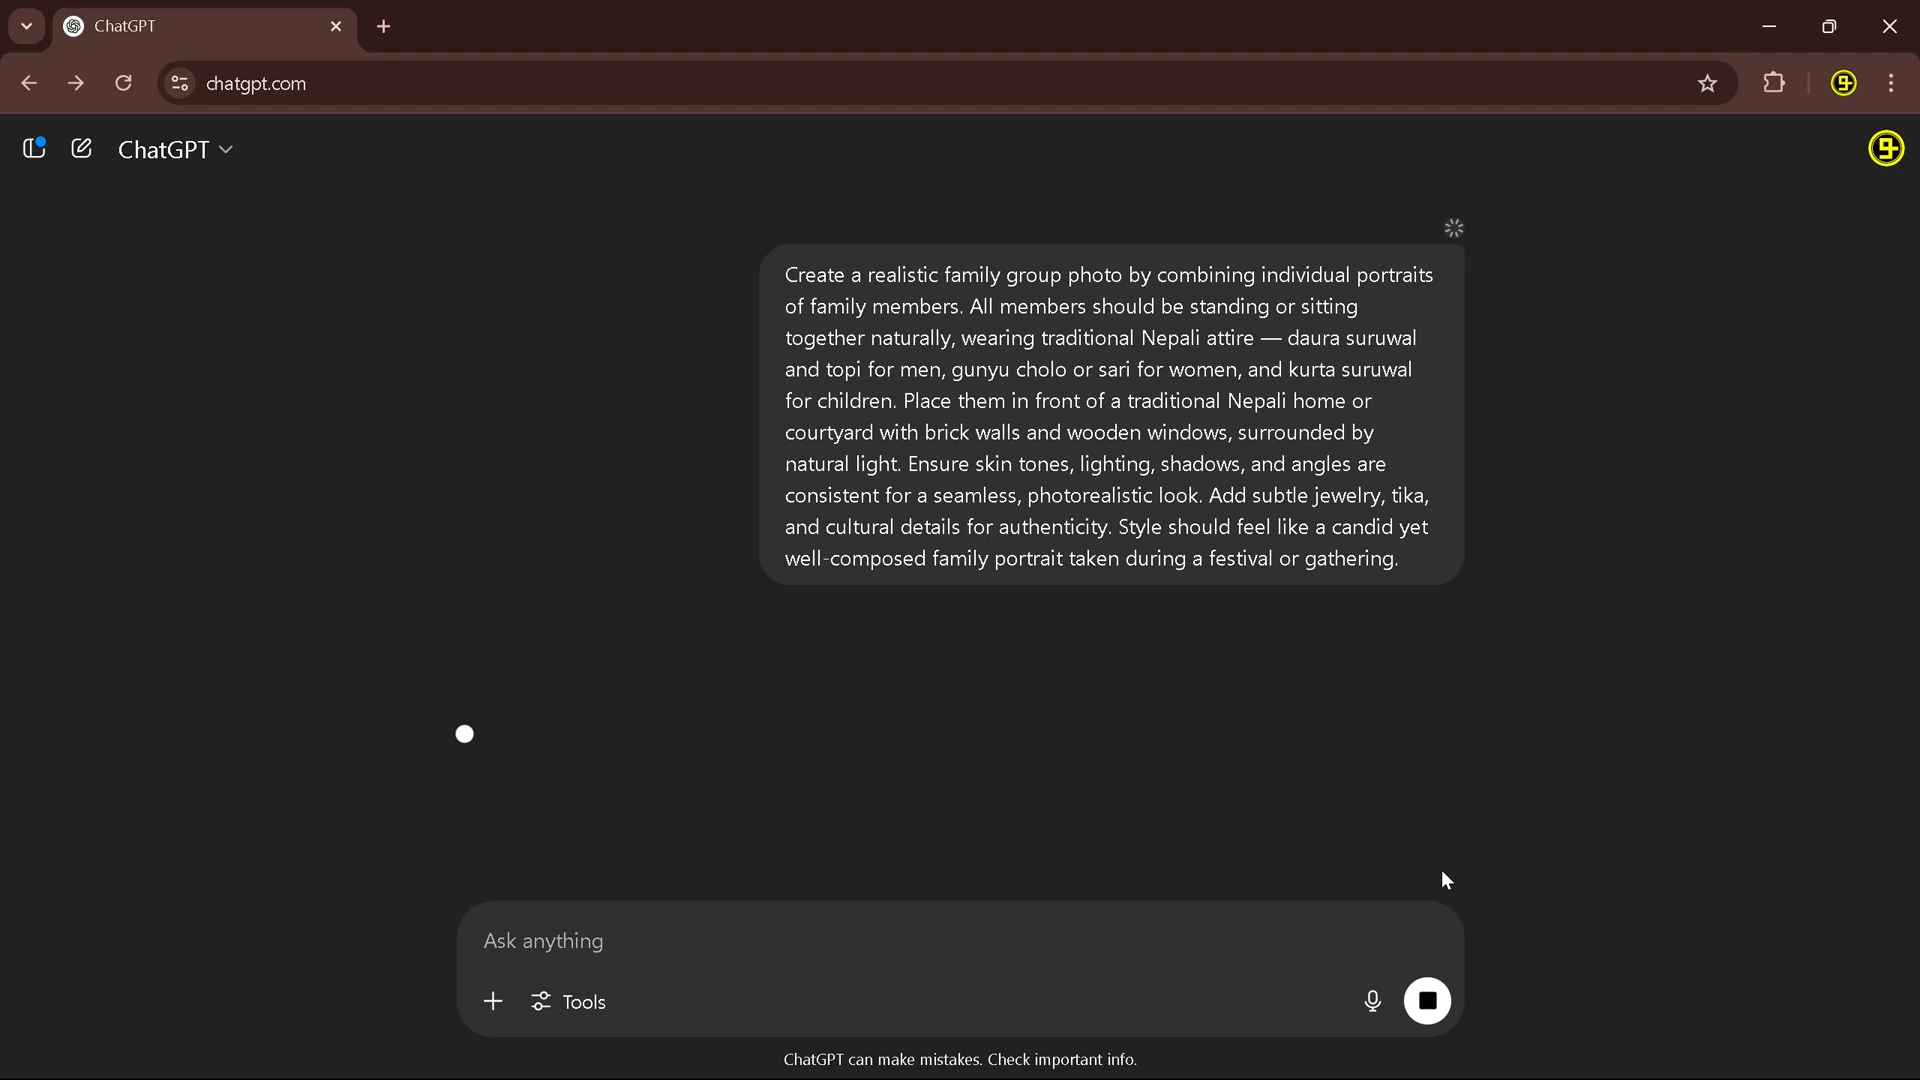 ChatGPT
chatgpt.com
ChatGPT
Create a realistic family group photo by combining individual portraits
of family members. All members should be standing or sitting
together naturally, wearing traditional Nepali attire — daura suruwal
and topi for men, gunyu cholo or sari for women, and kurta suruwal
for children. Place them in front of a traditional Nepali home or
courtyard with brick walls and wooden windows, surrounded by
natural light. Ensure skin tones, lighting, shadows, and angles are
consistent for a seamless, photorealistic look. Add subtle jewelry, tika,
and cultural details for authenticity. Style should feel like a candid yet
well-composed family portrait taken during a festival or gathering.
Ask anything
Tools
ChatGPT can make mistakes. Check important info.